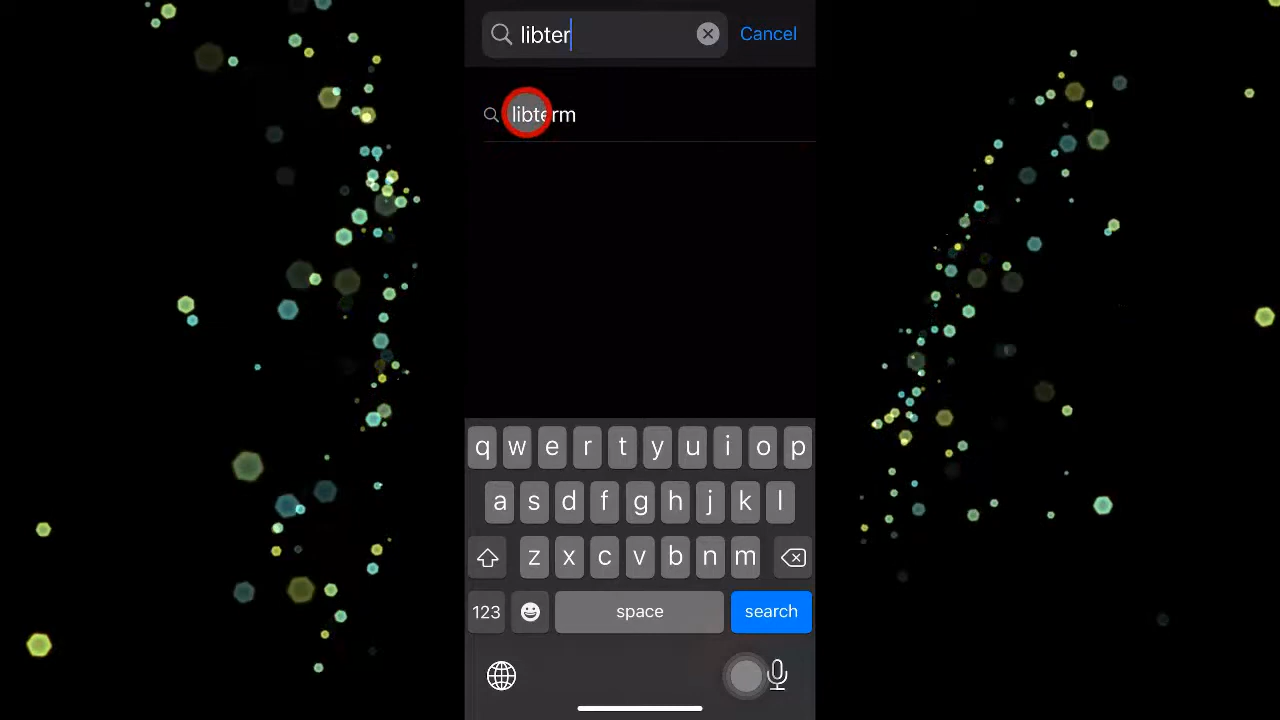 libter
Cancel
libterm
q w e r t y u i o p
a s d f g h j k l
z x c v b n m
123
space
search